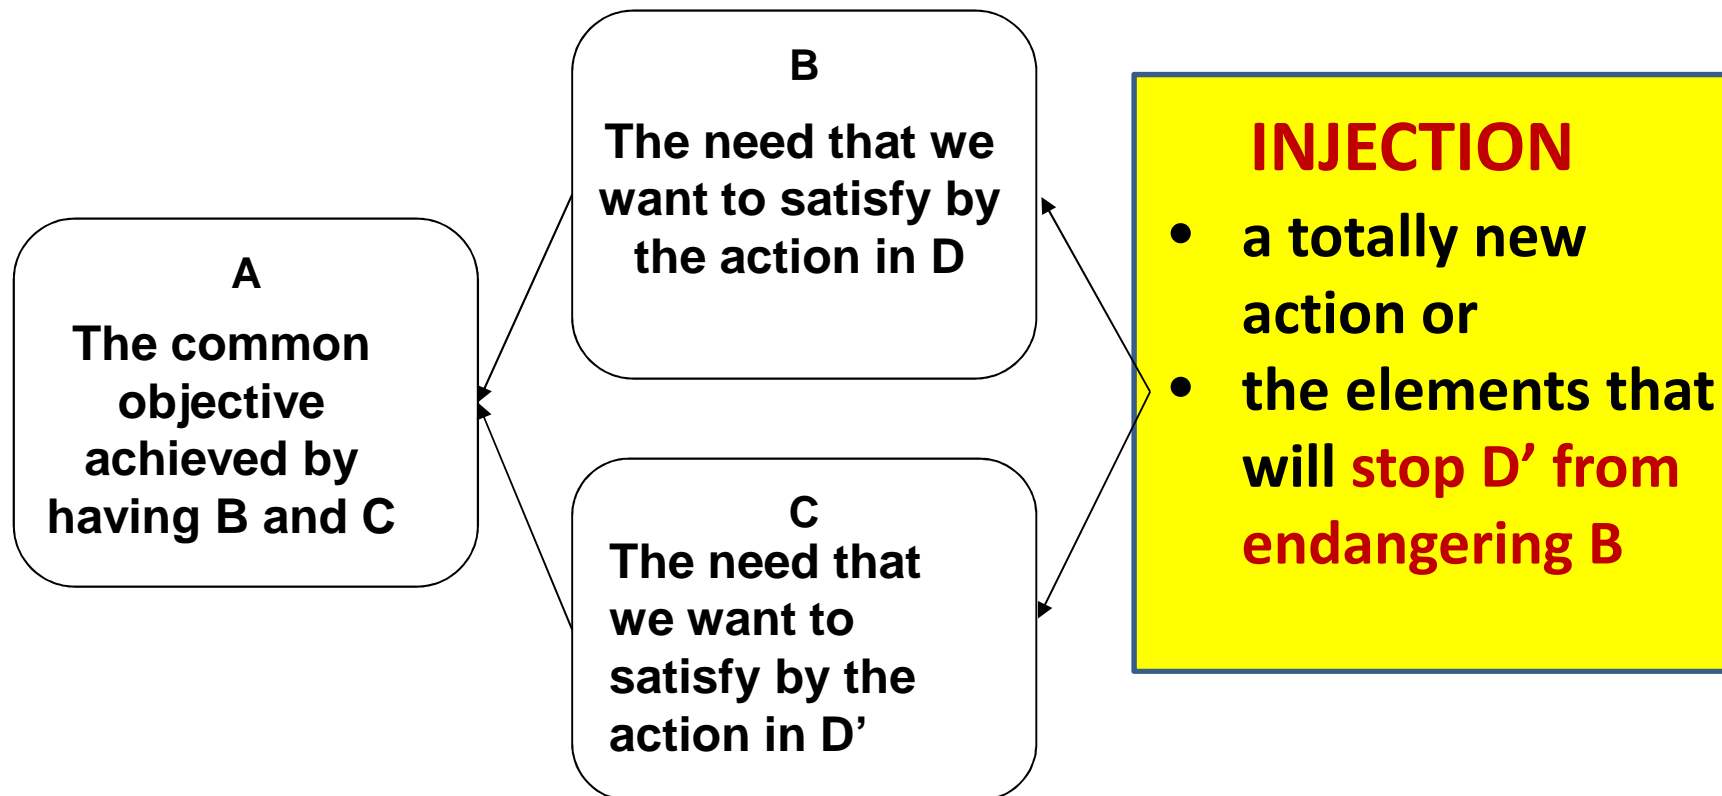 A
The common
objective
achieved by
having B and C
B
The need that we
want to satisfy by
the action in D
C
The need that
we want to
satisfy by the
action in D’
INJECTION
• a totally new
action or
• the elements that
will stop D’ from
endangering B